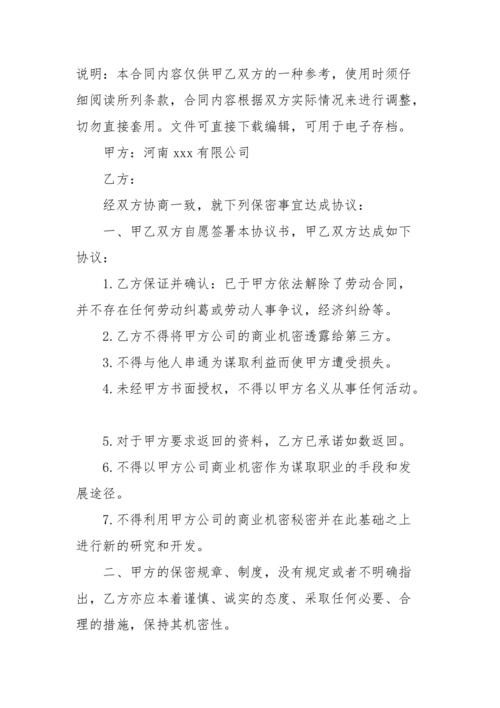 说明：本合同内容仅供甲乙双方的一种参考，使用时须仔
细阅读所列条款，合同内容根据双方实际情况来进行调整，
切勿直接套用。文件可直接下载编辑，可用于电子存档。
甲方：河南 xxx 有限公司
乙方：
经双方协商一致，就下列保密事宜达成协议：
一、甲乙双方自愿签署本协议书，甲乙双方达成如下
协议：
1.乙方保证并确认：已于甲方依法解除了劳动合同，
并不存在任何劳动纠葛或劳动人事争议，经济纠纷等。
2.乙方不得将甲方公司的商业机密透露给第三方。
3.不得与他人串通为谋取利益而使甲方遭受损失。
4.未经甲方书面授权，不得以甲方名义从事任何活动。
5.对于甲方要求返回的资料，乙方已承诺如数返回。
6.不得以甲方公司商业机密作为谋取职业的手段和发
展途径。
7.不得利用甲方公司的商业机密秘密并在此基础之上
进行新的研究和开发。
二、甲方的保密规章、制度，没有规定或者不明确指
出，乙方亦应本着谨慎、诚实的态度、采取任何必要、合
理的措施，保持其机密性。